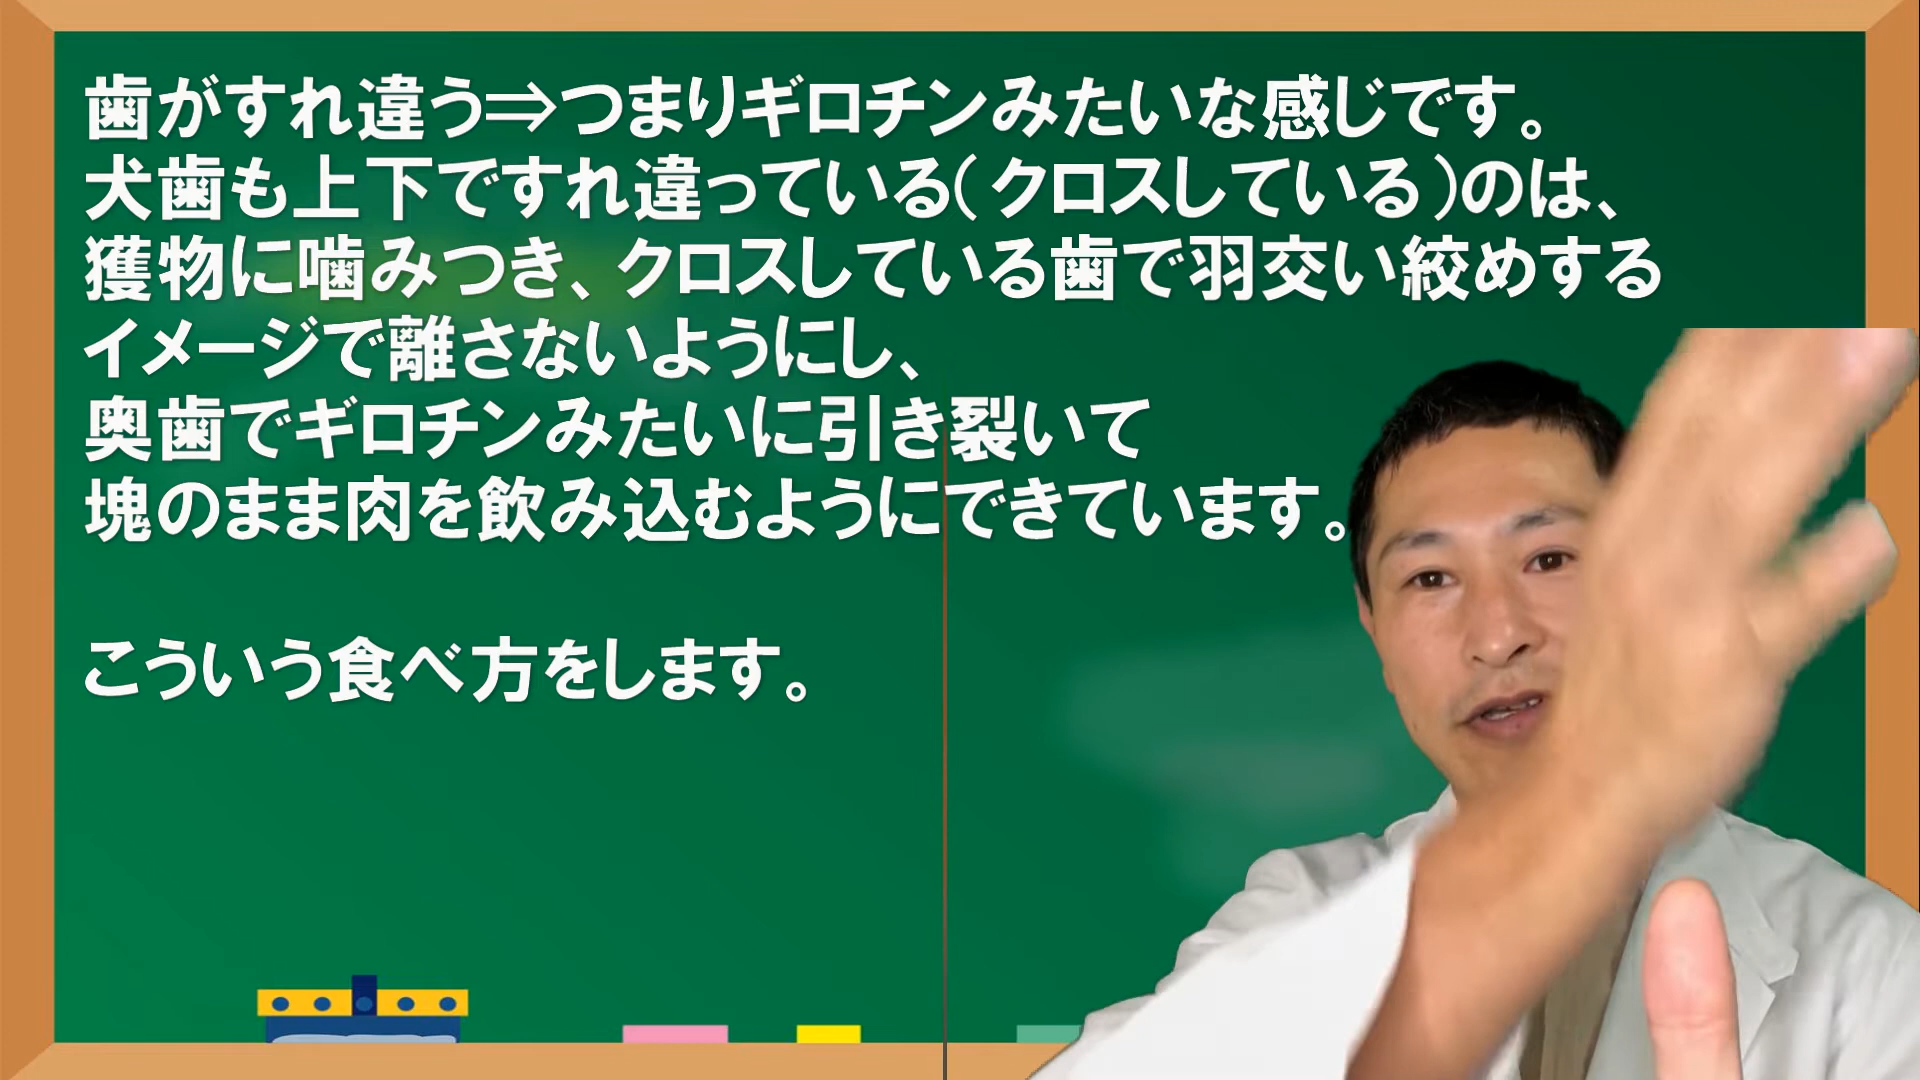 歯がすれ違う⇒つまりギロチンみたいな感じです。
犬歯も上下ですれ違っている(クロスしている)のは、
獲物に噛みつき、クロスしている歯で羽交い絞めする
イメージで離さないようにし、
奥歯でギロチンみたいに引き裂いて
塊のまま肉を飲み込むようにできています。
こういう食べ方をします。